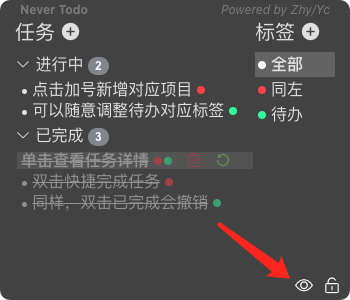 Never Todo
Powered by Zhy/Yc
任务
标签
进行中 2
全部
点击加号新增对应项目
同左
可以随意调整待办对应标签
待办
已完成 3
单击查看任务详情
双击快捷完成任务
同样，双击已完成会撤销